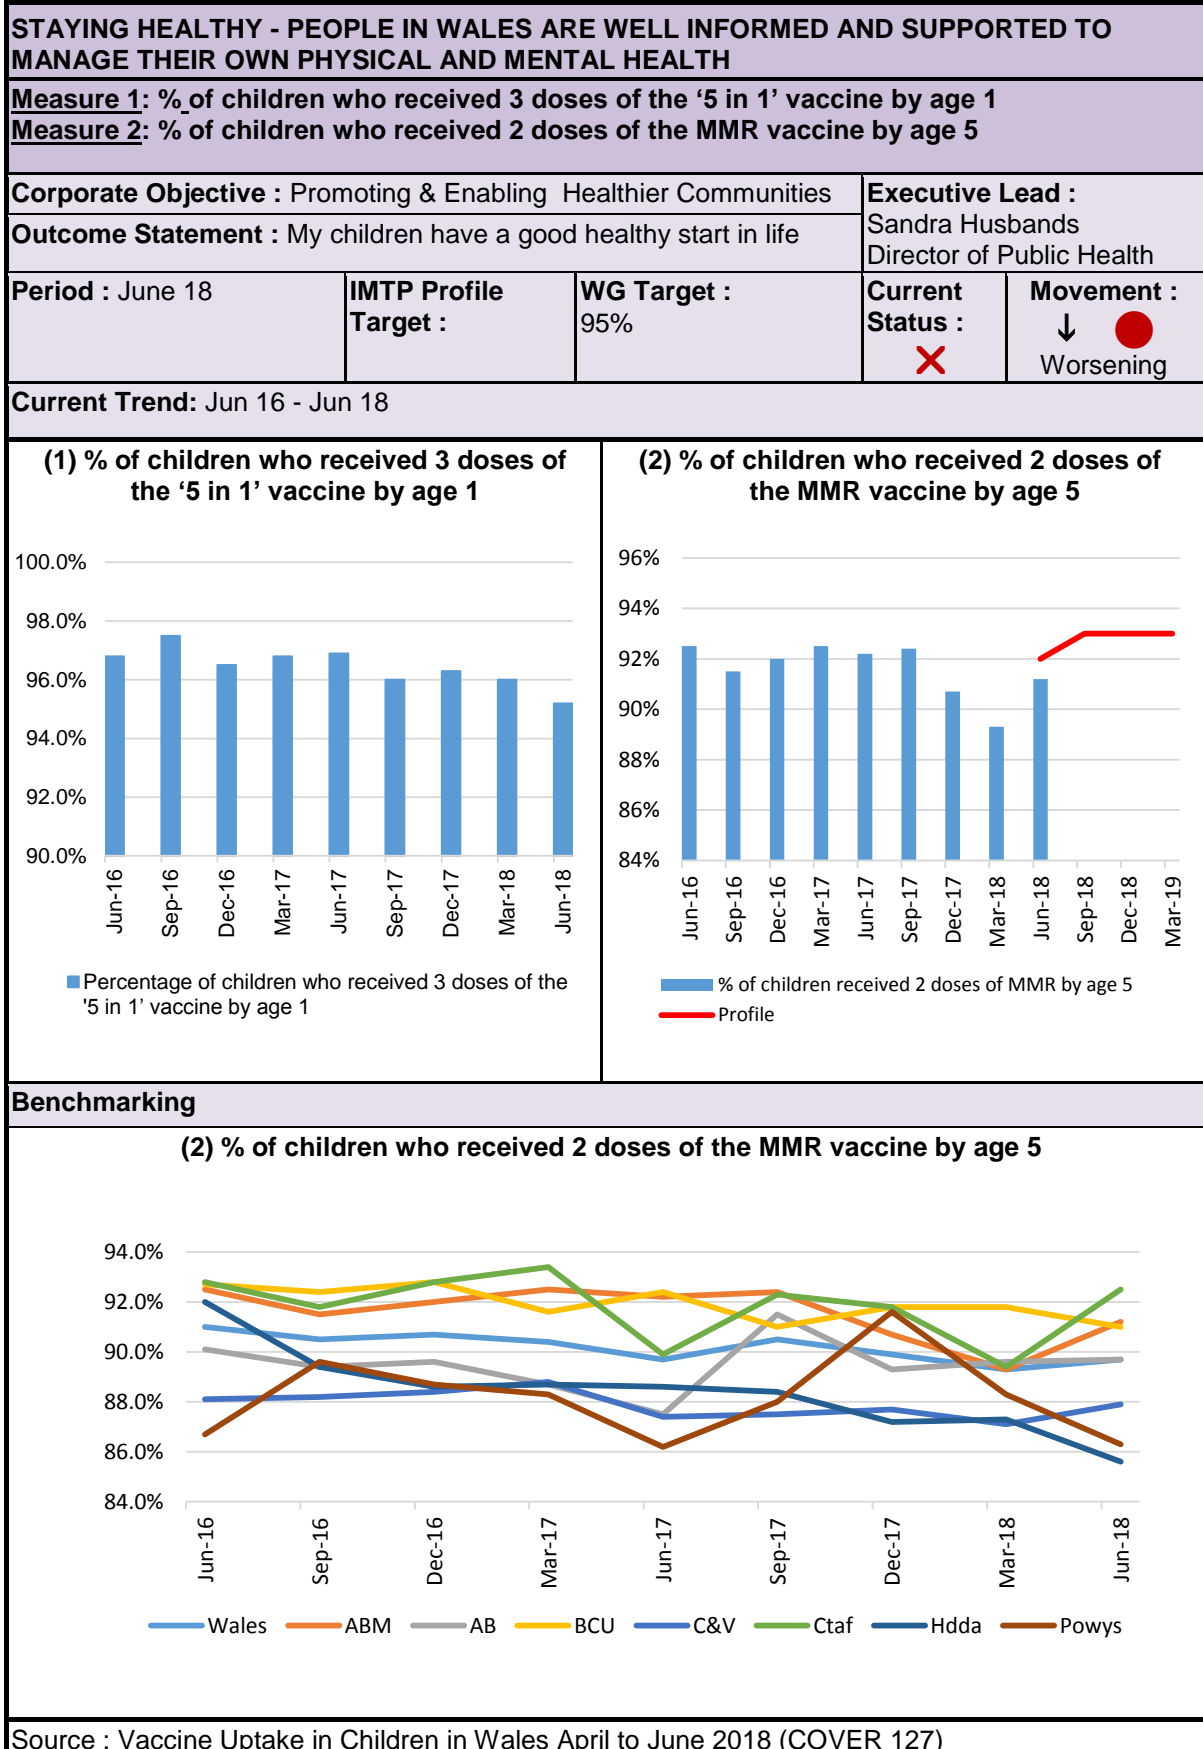 STAYING HEALTHY - PEOPLE IN WALES ARE WELL INFORMED AND SUPPORTED TO
MANAGE THEIR OWN PHYSICAL AND MENTAL HEALTH
Measure 1: % of children who received 3 doses of the ‘5 in 1’ vaccine by age 1
Measure 2: % of children who received 2 doses of the MMR vaccine by age 5
Corporate Objective : Promoting & Enabling Healthier Communities
Outcome Statement : My children have a good healthy start in life
Executive Lead :
Sandra Husbands
Director of Public Health
Period : June 18
IMTP Profile
Target :
WG Target :
95%
Current
Status :
Movement :
↓
Worsening
Current Trend: Jun 16 - Jun 18
(1) % of children who received 3 doses of
the ‘5 in 1’ vaccine by age 1
100.0%
98.0%
96.0%
94.0%
92.0%
90.0%
Jun-16
Sep-16
Dec-16
Mar-17
Jun-17
Sep-17
Dec-17
Mar-18
Jun-18
Percentage of children who received 3 doses of the
'5 in 1’ vaccine by age 1
(2) % of children who received 2 doses of
the MMR vaccine by age 5
96%
94%
92%
90%
88%
86%
84%
Jun-16
Sep-16
Dec-16
Mar-17
Jun-17
Sep-17
Dec-17
Mar-18
Jun-18
Sep-18
Dec-18
Mar-19
% of children received 2 doses of MMR by age 5
Profile
Benchmarking
(2) % of children who received 2 doses of the MMR vaccine by age 5
94.0%
92.0%
90.0%
88.0%
86.0%
84.0%
Jun-16
Sep-16
Dec-16
Mar-17
Jun-17
Sep-17
Dec-17
Mar-18
Jun-18
Wales ABM AB BCU C&V Ctaf Hdda Powys
Source : Vaccine Uptake in Children in Wales April to June 2018 (COVER 127)